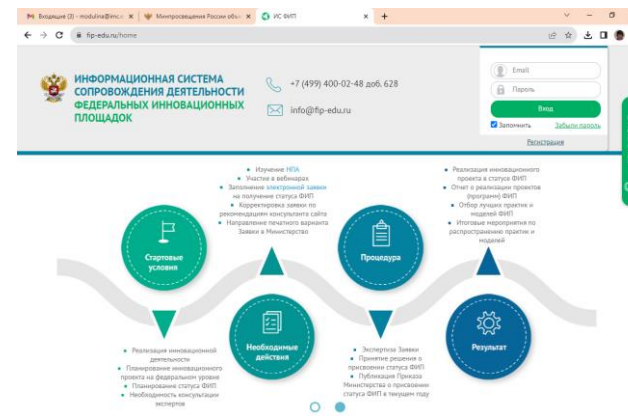 Входящие (3) - modulina@imc.
Минпросвещения России объя
ИС ФИП
fip-edu.ru/home
ИНФОРМАЦИОННАЯ СИСТЕМА
СОПРОВОЖДЕНИЯ ДЕЯТЕЛЬНОСТИ
ФЕДЕРАЛЬНЫХ ИННОВАЦИОННЫХ
ПЛОЩАДОК
+7 (499) 400-02-48 доб. 628
info@fip-edu.ru
Email
Пароль
Вход
Запомнить
Забыли пароль
Регистрация
Изучение НПА
Участие в вебинарах
Заполнение электронной заявки
на получение статуса ФИП
Корректировка заявки по
рекомендациям консультанта сайта
Направление печатного варианта
Заявки в Министерство
Реализация инновационного
проекта в статусе ФИП
Отчет о реализации проектов
(программ) ФИП
Отбор лучших практик и
моделей ФИП
Итоговые мероприятия по
распространению практик и
моделей
Стартовые
условия
Процедура
Необходимые
действия
Результат
Реализация инновационной
деятельности
Планирование инновационного
проекта на федеральном уровне
Планирование статуса ФИП
Необходимость консультации
экспертов
Экспертиза Заявки
Принятие решения о
присвоении статуса ФИП
Публикация Приказа
Министерства о присвоении
статуса ФИП в текущем году